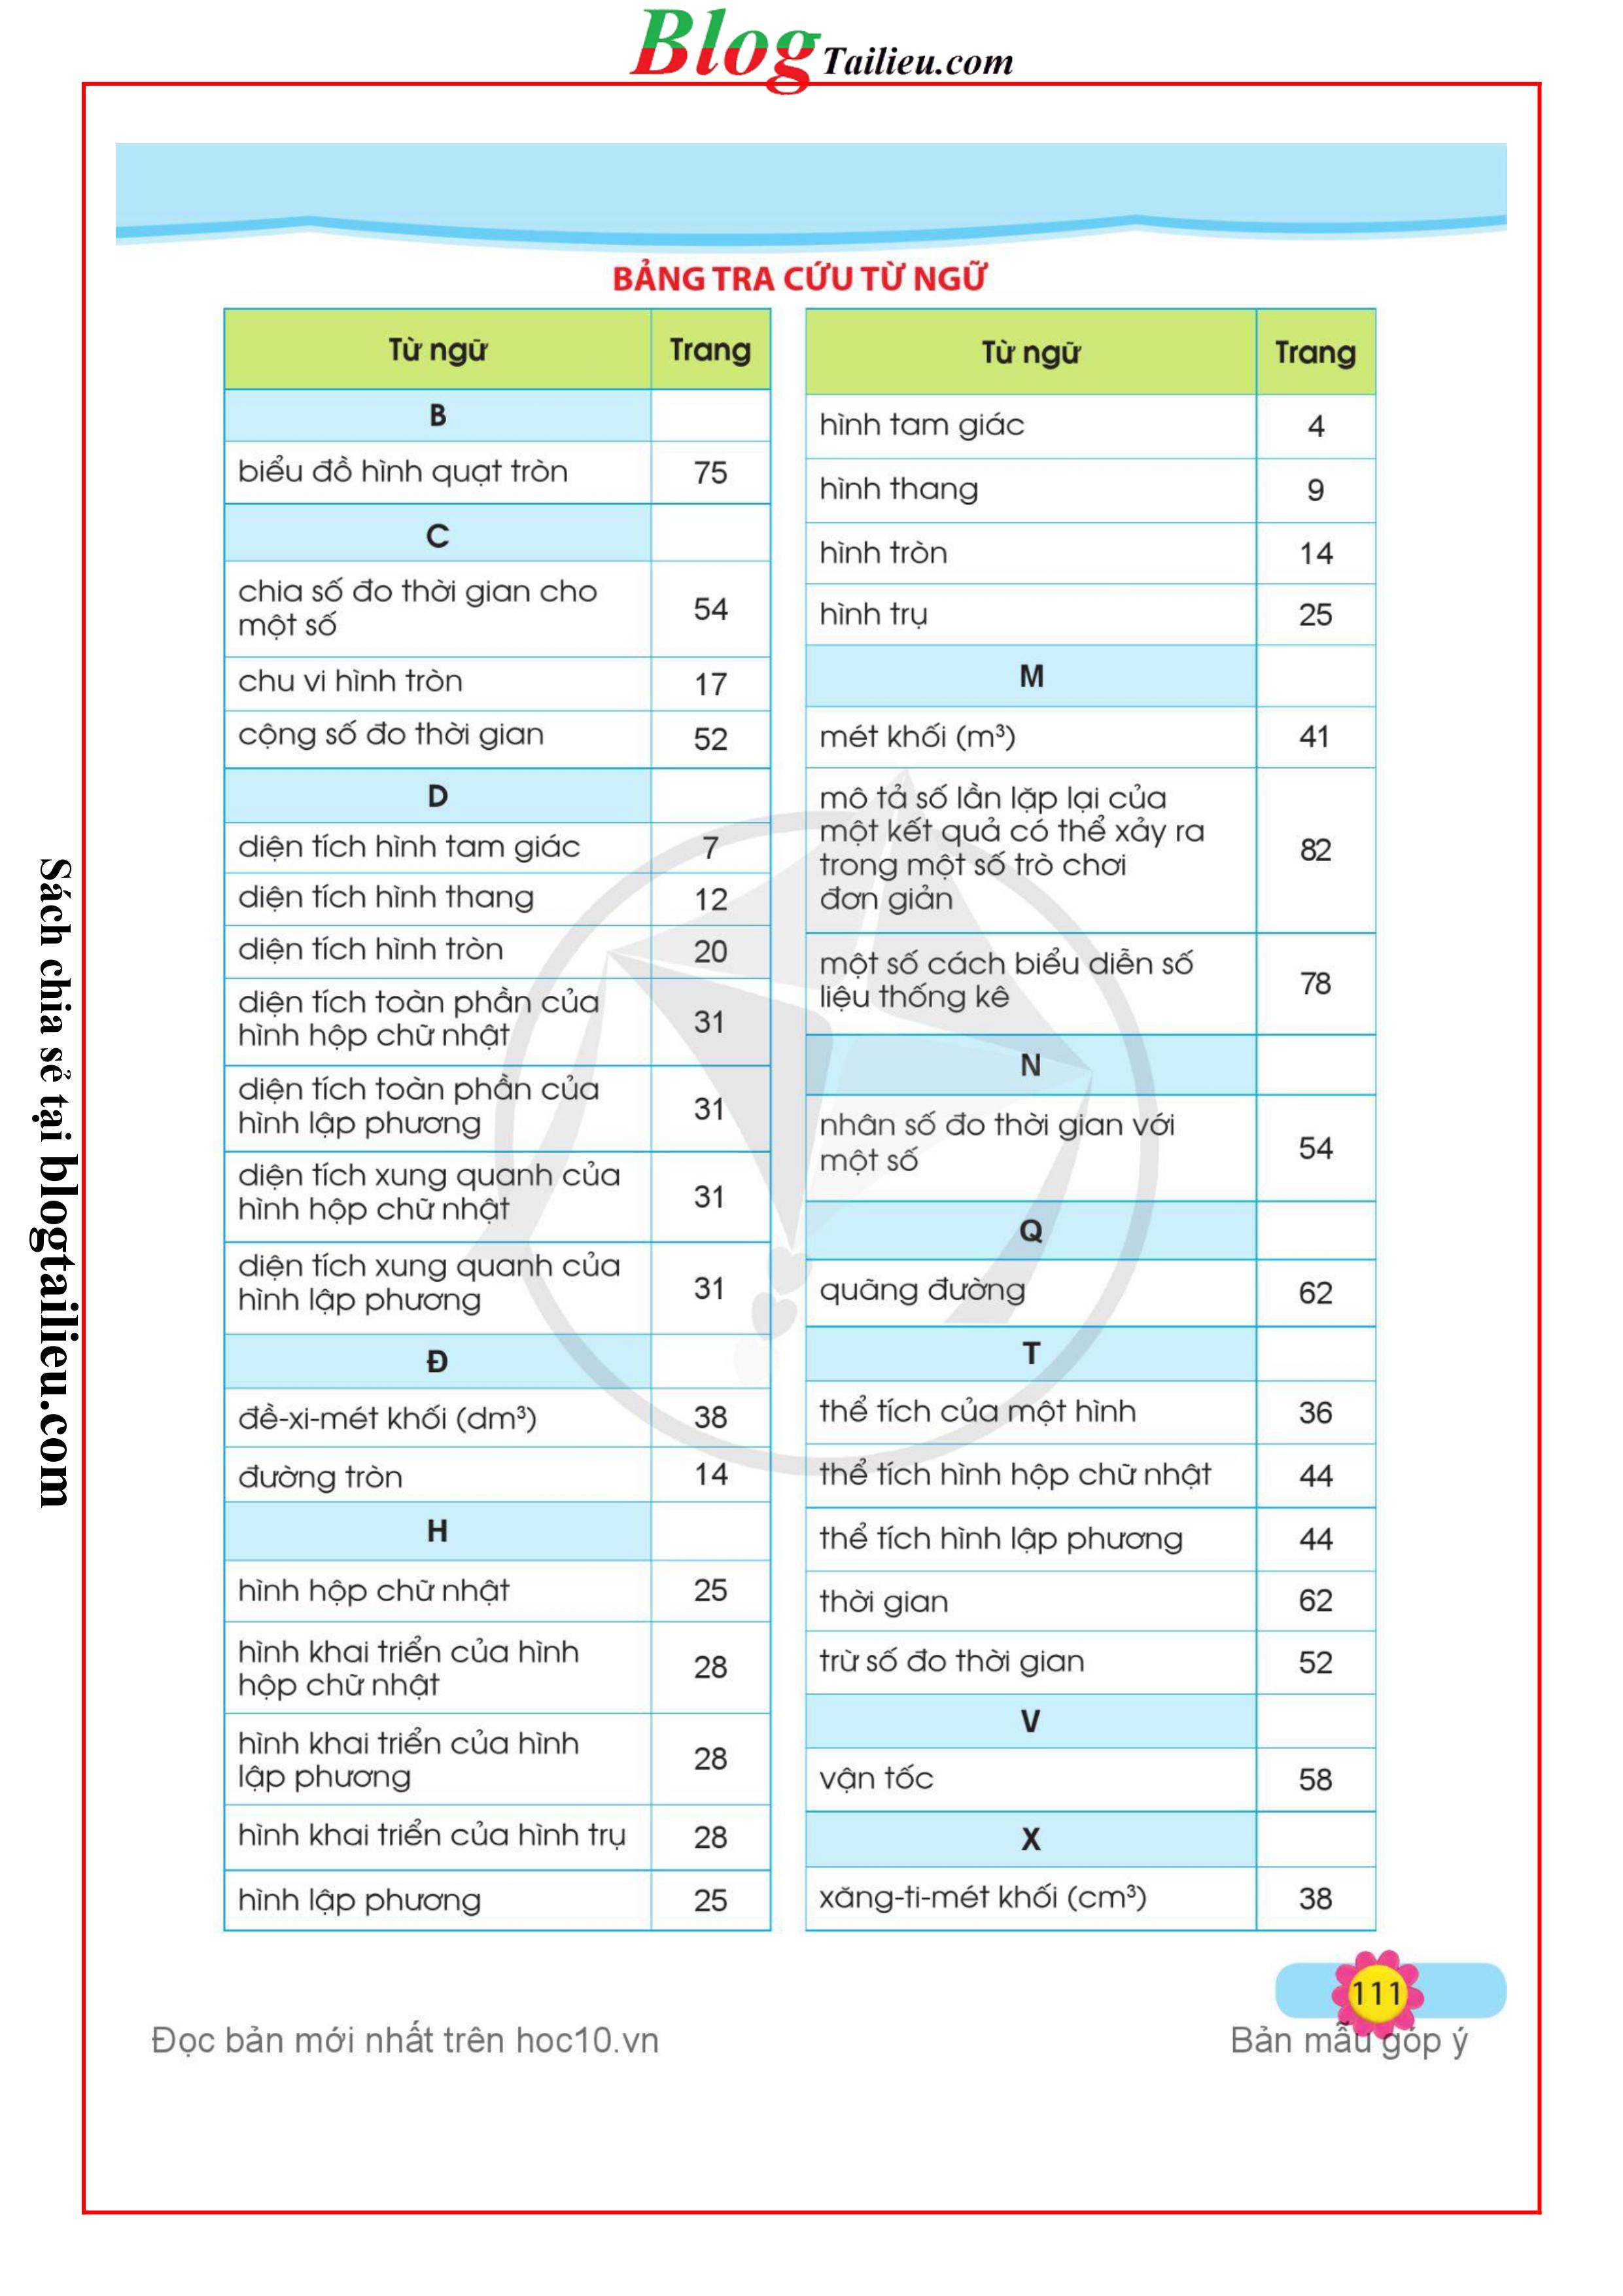 Blog Tailieu.com
BẢNG TRA CỨU TỪ NGỮ
Từ ngữ Trang
B
biểu đồ hình quạt tròn 75
C
chia số đo thời gian cho
một số 54
chu vi hình tròn 17
cộng số đo thời gian 52
D
diện tích hình tam giác 7
diện tích hình thang 12
diện tích hình tròn 20
diện tích toàn phần của
hình hộp chữ nhật 31
diện tích toàn phần của
hình lập phương 31
diện tích xung quanh của
hình hộp chữ nhật 31
diện tích xung quanh của
hình lập phương 31
Đ
đề-xi-mét khối (dm³) 38
đường tròn 14
H
hình hộp chữ nhật 25
hình khai triển của hình
hộp chữ nhật 28
hình khai triển của hình
lập phương 28
hình khai triển của hình trụ 28
hình lập phương 25
Từ ngữ Trang
hình tam giác 4
hình thang 9
hình tròn 14
hình trụ 25
M
mét khối (m³) 41
mô tả số lần lặp lại của
một kết quả có thể xảy ra
trong một số trò chơi
đơn giản 82
một số cách biểu diễn số
liệu thống kê 78
N
nhân số đo thời gian với
một số 54
Q
quãng đường 62
T
thể tích của một hình 36
thể tích hình hộp chữ nhật 44
thể tích hình lập phương 44
thời gian 62
trừ số đo thời gian 52
V
vận tốc 58
X
xăng-ti-mét khối (cm³) 38
111
Đọc bản mới nhất trên hoc10.vn
Bản mẫu góp ý
Sách chia sẻ tại blogtailieu.com